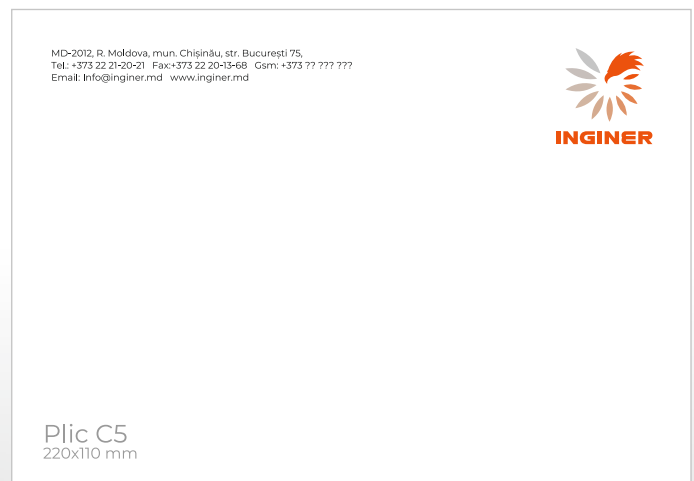 MD-2012, R. Moldova, mun. Chișinău, str. București 75,
Tel.: +373 22 21-20-21 Fax:+373 22 20-13-68 Gsm: +373 ?? ??? ???
Email: Info@inginer.md www.inginer.md
INGINER
Plic C5
220x110 mm